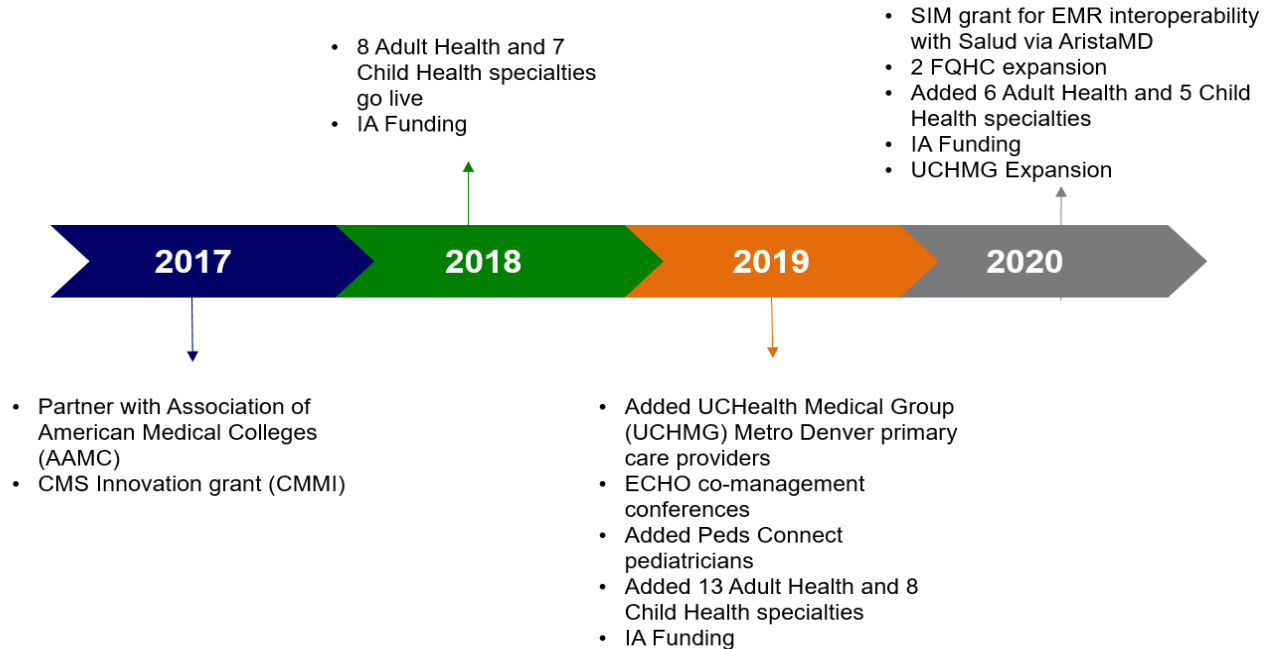 • 8 Adult Health and 7
Child Health specialties
go live
• IA Funding
• SIM grant for EMR interoperability
with Salud via AristaMD
• 2 FQHC expansion
• Added 6 Adult Health and 5 Child
Health specialties
• IA Funding
• UCHMG Expansion
2017
2018
2019
2020
• Partner with Association of
American Medical Colleges
(AAMC)
• CMS Innovation grant (CMMI)
• Added UCHealth Medical Group
(UCHMG) Metro Denver primary
care providers
• ECHO co-management
conferences
• Added Peds Connect
pediatricians
• Added 13 Adult Health and 8
Child Health specialties
• IA Funding